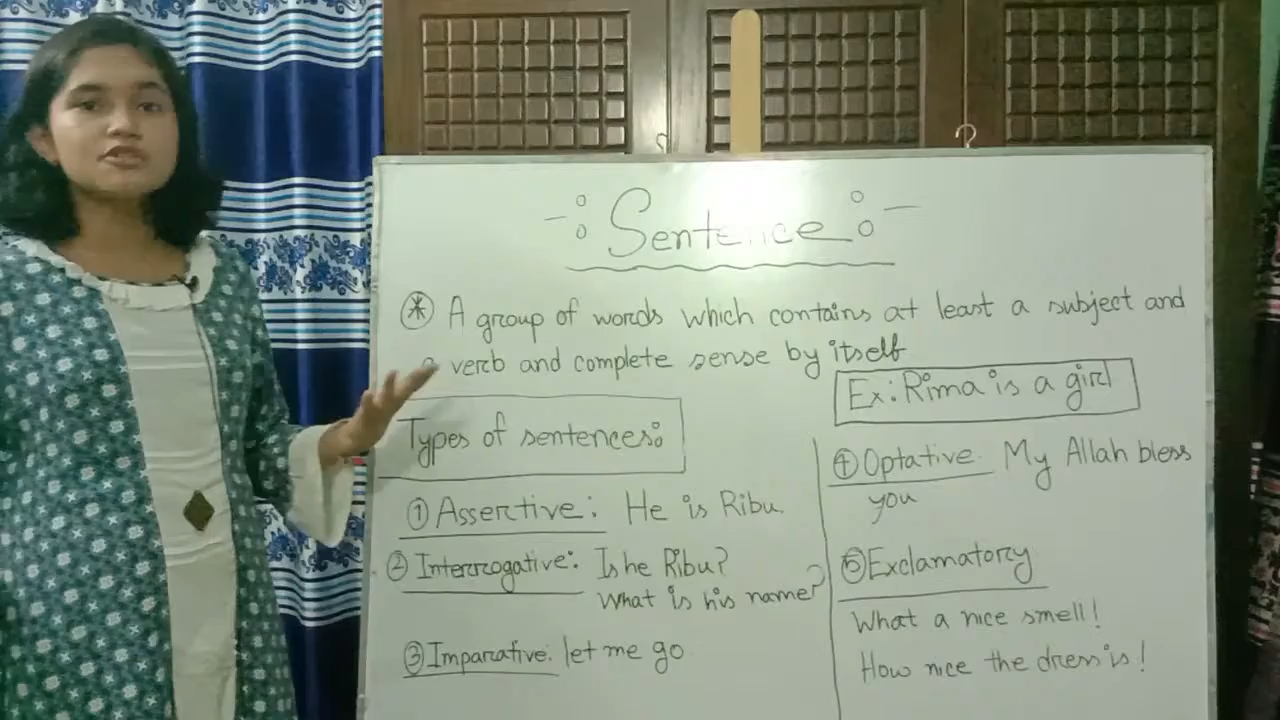 -: Sentence :-
* A group of words which contains at least a subject and
a verb and complete sense by itself
Ex: Rima is a girl
Types of sentences:
① Assertive: He is Ribu.
② Interrogative: Is he Ribu?
What is his name?
③ Imparative: let me go
④ Optative. My Allah bless
you
⑤ Exclamatory
What a nice smell!
How nice the dress is!